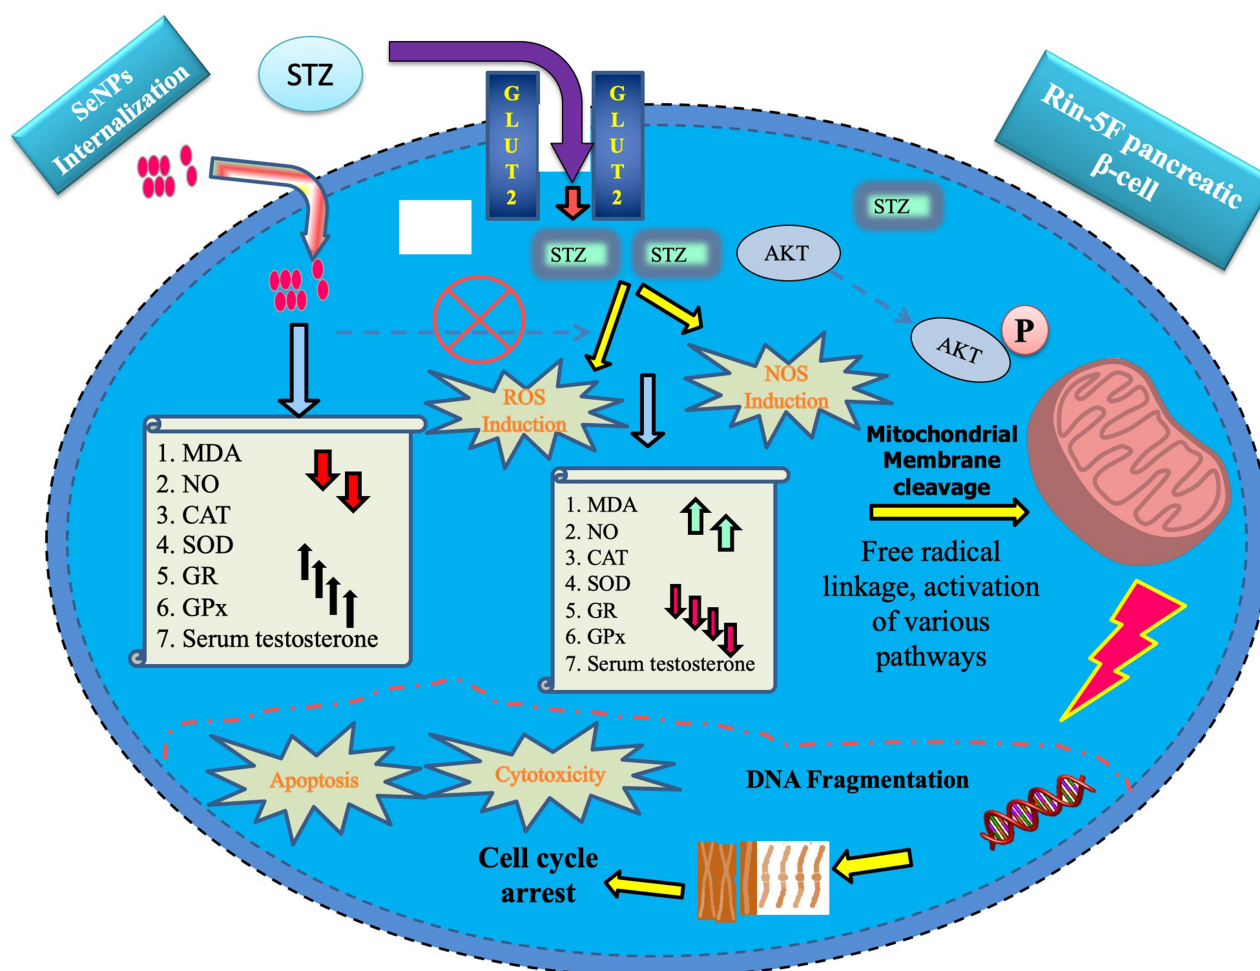 SeNPs
Internalization
STZ
GLUT2
GLUT2
Rin-5F pancreatic
β-cell
STZ
STZ
STZ
AKT
AKT
P
ROS
Induction
NOS
Induction
1. MDA
2. NO
3. CAT
4. SOD
5. GR
6. GPx
7. Serum testosterone
1. MDA
2. NO
3. CAT
4. SOD
5. GR
6. GPx
7. Serum testosterone
Mitochondrial
Membrane
cleavage
Free radical
linkage, activation
of various
pathways
Apoptosis
Cytotoxicity
DNA Fragmentation
Cell cycle
arrest